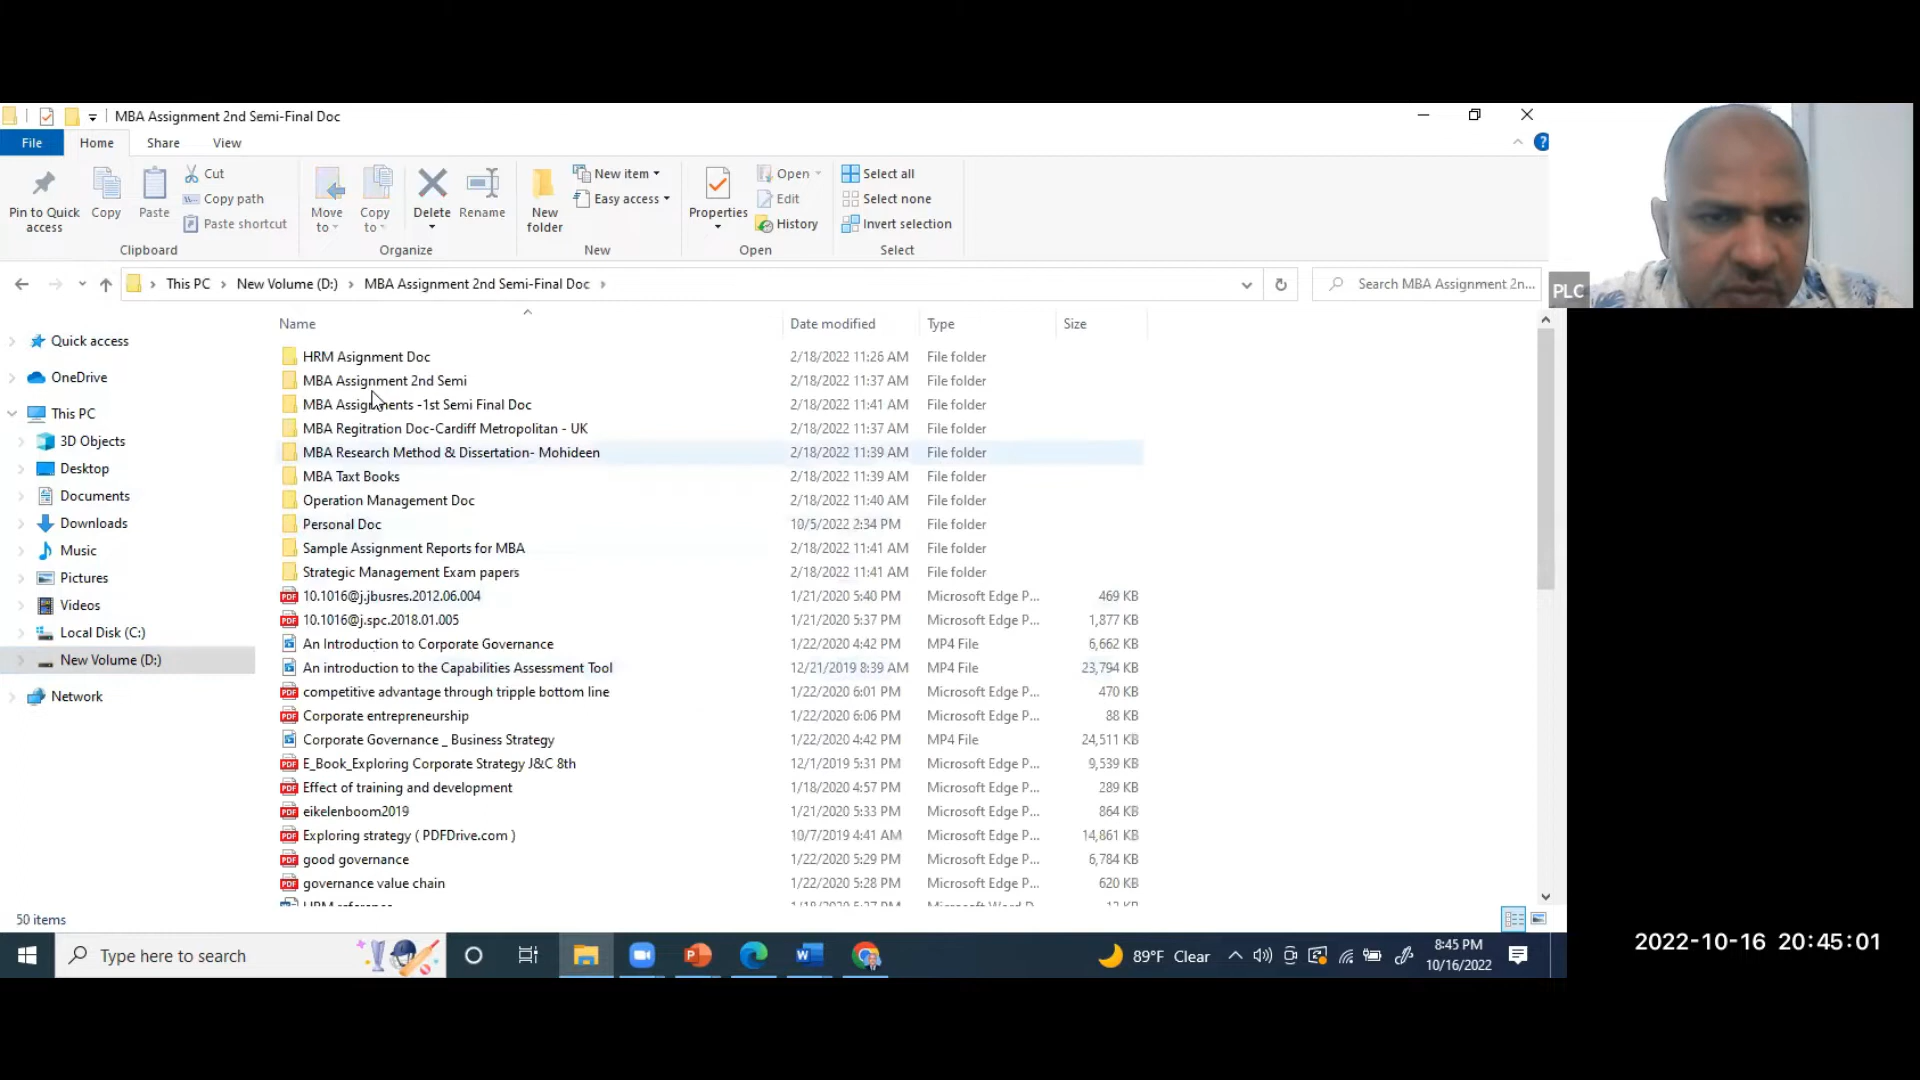 MBA Assignment 2nd Semi-Final Doc
File Home Share View
Pin to Quick access
Copy
Paste
Cut
Copy path
Paste shortcut
Clipboard
Move to
Copy to
Delete
Rename
Organize
New folder
New item
Easy access
New
Properties
Open
Edit
History
Open
Select all
Select none
Invert selection
Select
PLC
This PC > New Volume (D:) > MBA Assignment 2nd Semi-Final Doc >
Search MBA Assignment 2n...
Quick access
OneDrive
This PC
3D Objects
Desktop
Documents
Downloads
Music
Pictures
Videos
Local Disk (C:)
New Volume (D:)
Network
Name Date modified Type Size
HRM Asignment Doc 2/18/2022 11:26 AM File folder
MBA Assignment 2nd Semi 2/18/2022 11:37 AM File folder
MBA Assignments -1st Semi Final Doc 2/18/2022 11:41 AM File folder
MBA Regitration Doc-Cardiff Metropolitan - UK 2/18/2022 11:37 AM File folder
MBA Research Method & Dissertation- Mohideen 2/18/2022 11:39 AM File folder
MBA Taxt Books 2/18/2022 11:39 AM File folder
Operation Management Doc 2/18/2022 11:40 AM File folder
Personal Doc 10/5/2022 2:34 PM File folder
Sample Assignment Reports for MBA 2/18/2022 11:41 AM File folder
Strategic Management Exam papers 2/18/2022 11:41 AM File folder
10.1016@j.jbusres.2012.06.004 1/21/2020 5:40 PM Microsoft Edge P... 469 KB
10.1016@j.spc.2018.01.005 1/21/2020 5:37 PM Microsoft Edge P... 1,877 KB
An Introduction to Corporate Governance 1/22/2020 4:42 PM MP4 File 6,662 KB
An introduction to the Capabilities Assessment Tool 12/21/2019 8:39 AM MP4 File 23,794 KB
competitive advantage through tripple bottom line 1/22/2020 6:01 PM Microsoft Edge P... 470 KB
Corporate entrepreneurship 1/22/2020 6:06 PM Microsoft Edge P... 88 KB
Corporate Governance _ Business Strategy 1/22/2020 4:42 PM MP4 File 24,511 KB
E_Book_Exploring Corporate Strategy J&C 8th 12/1/2019 5:31 PM Microsoft Edge P... 9,539 KB
Effect of training and development 1/18/2020 4:57 PM Microsoft Edge P... 289 KB
eikelenboom2019 1/21/2020 5:33 PM Microsoft Edge P... 864 KB
Exploring strategy ( PDFDrive.com ) 10/7/2019 4:41 AM Microsoft Edge P... 14,861 KB
good governance 1/22/2020 5:29 PM Microsoft Edge P... 6,784 KB
governance value chain 1/22/2020 5:28 PM Microsoft Edge P... 620 KB
50 items
Type here to search
89°F Clear
8:45 PM
10/16/2022
2022-10-16 20:45:01